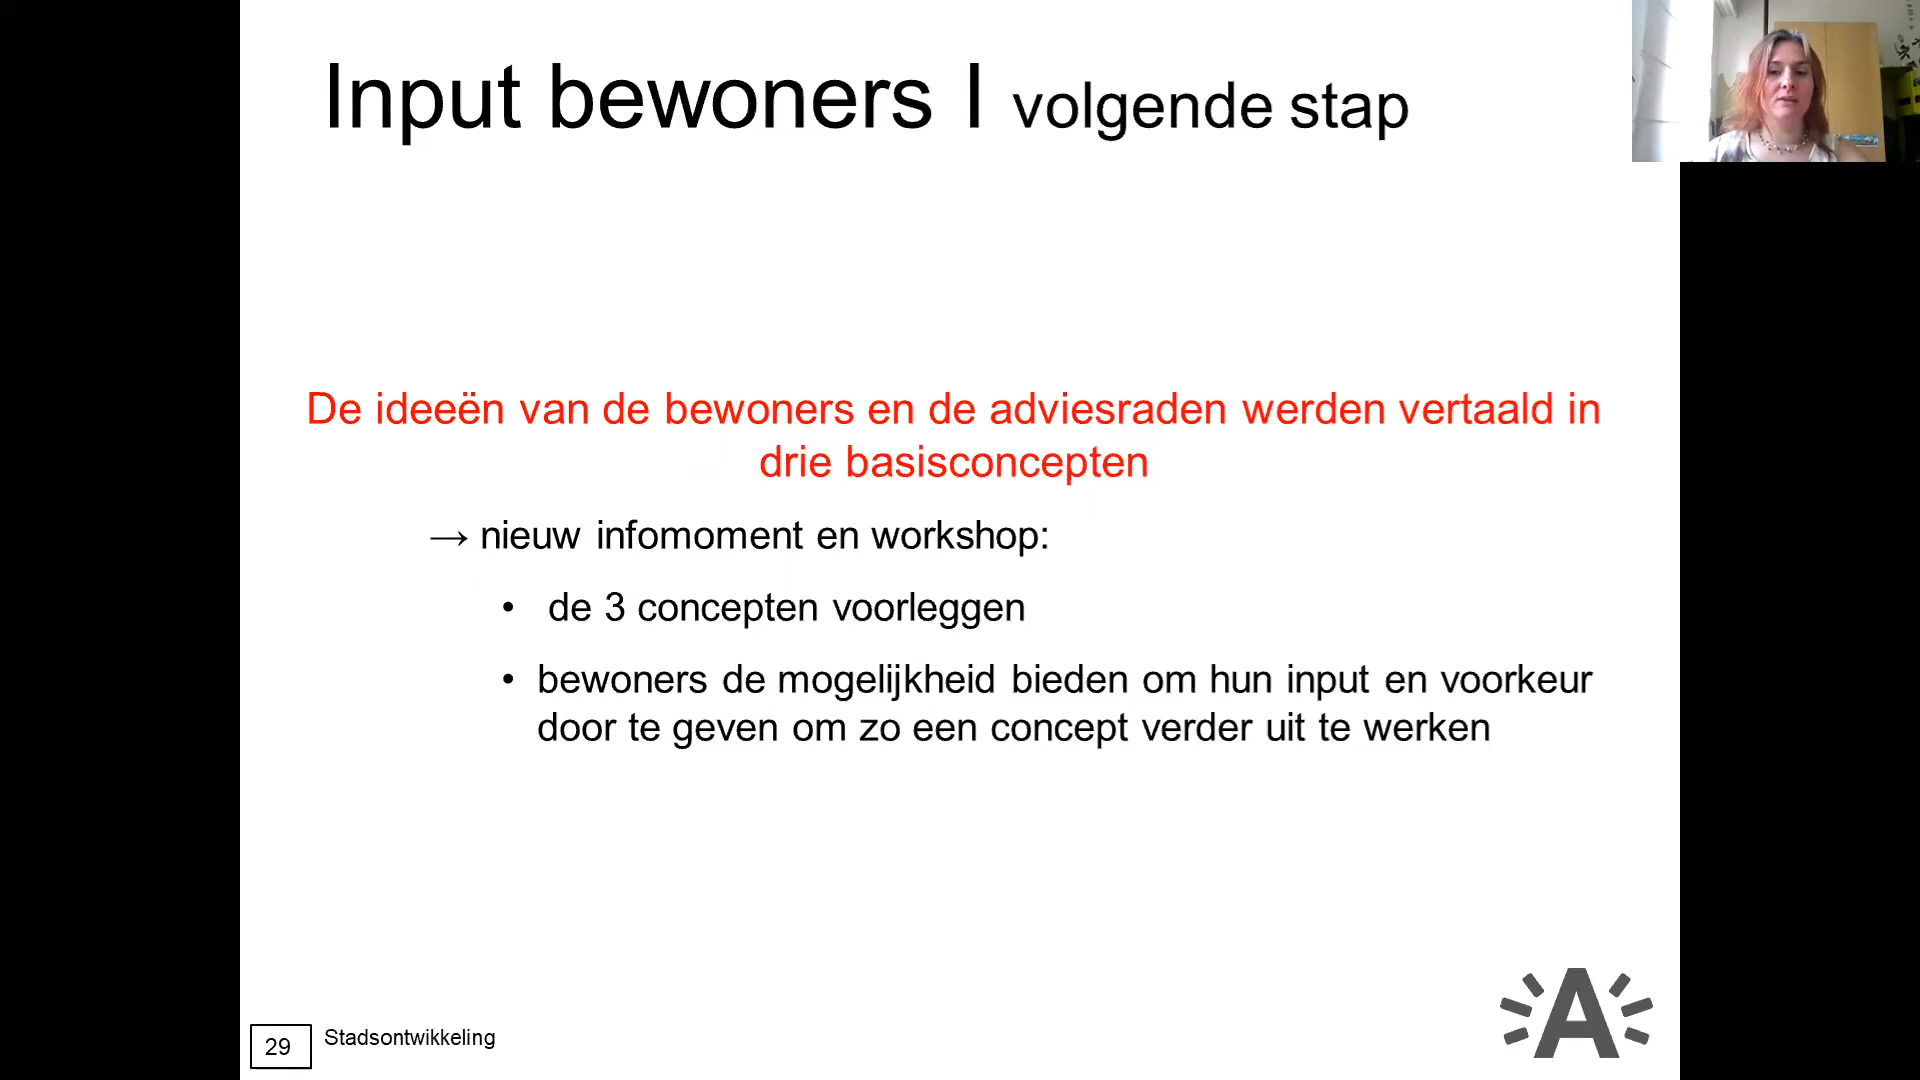 Input bewoners I volgende stap
De ideeën van de bewoners en de adviesraden werden vertaald in
drie basisconcepten
→ nieuw infomoment en workshop:
• de 3 concepten voorleggen
• bewoners de mogelijkheid bieden om hun input en voorkeur
door te geven om zo een concept verder uit te werken
29 Stadsontwikkeling
A